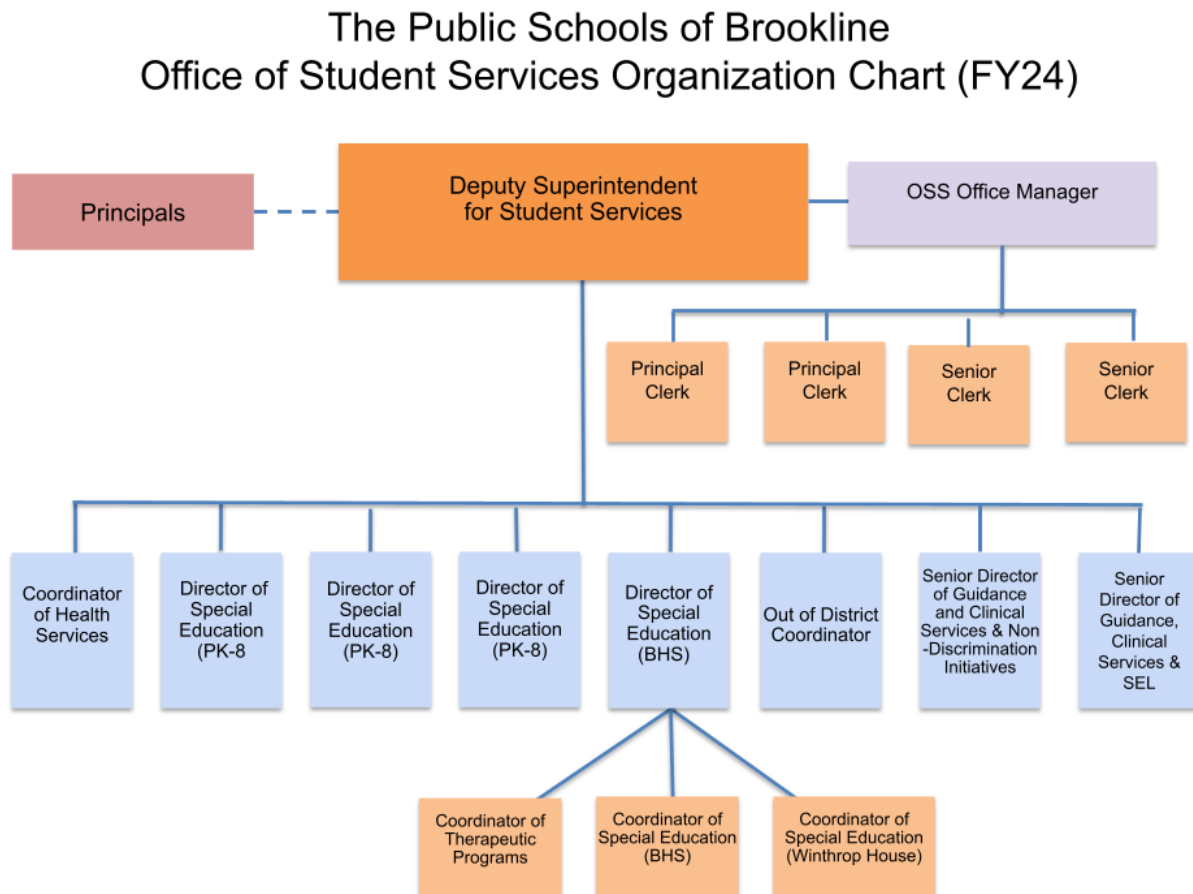 The Public Schools of Brookline
Office of Student Services Organization Chart (FY24)
Principals
Deputy Superintendent
for Student Services
OSS Office Manager
Principal
Clerk
Principal
Clerk
Senior
Clerk
Senior
Clerk
Coordinator
of Health
Services
Director of
Special
Education
(PK-8
Director of
Special
Education
(PK-8)
Director of
Special
Education
(PK-8)
Director of
Special
Education
(BHS)
Out of District
Coordinator
Senior Director
of Guidance
and Clinical
Services & Non
-Discrimination
Initiatives
Senior
Director of
Guidance,
Clinical
Services &
SEL
Coordinator of
Therapeutic
Programs
Coordinator of
Special Education
(BHS)
Coordinator of
Special Education
(Winthrop House)